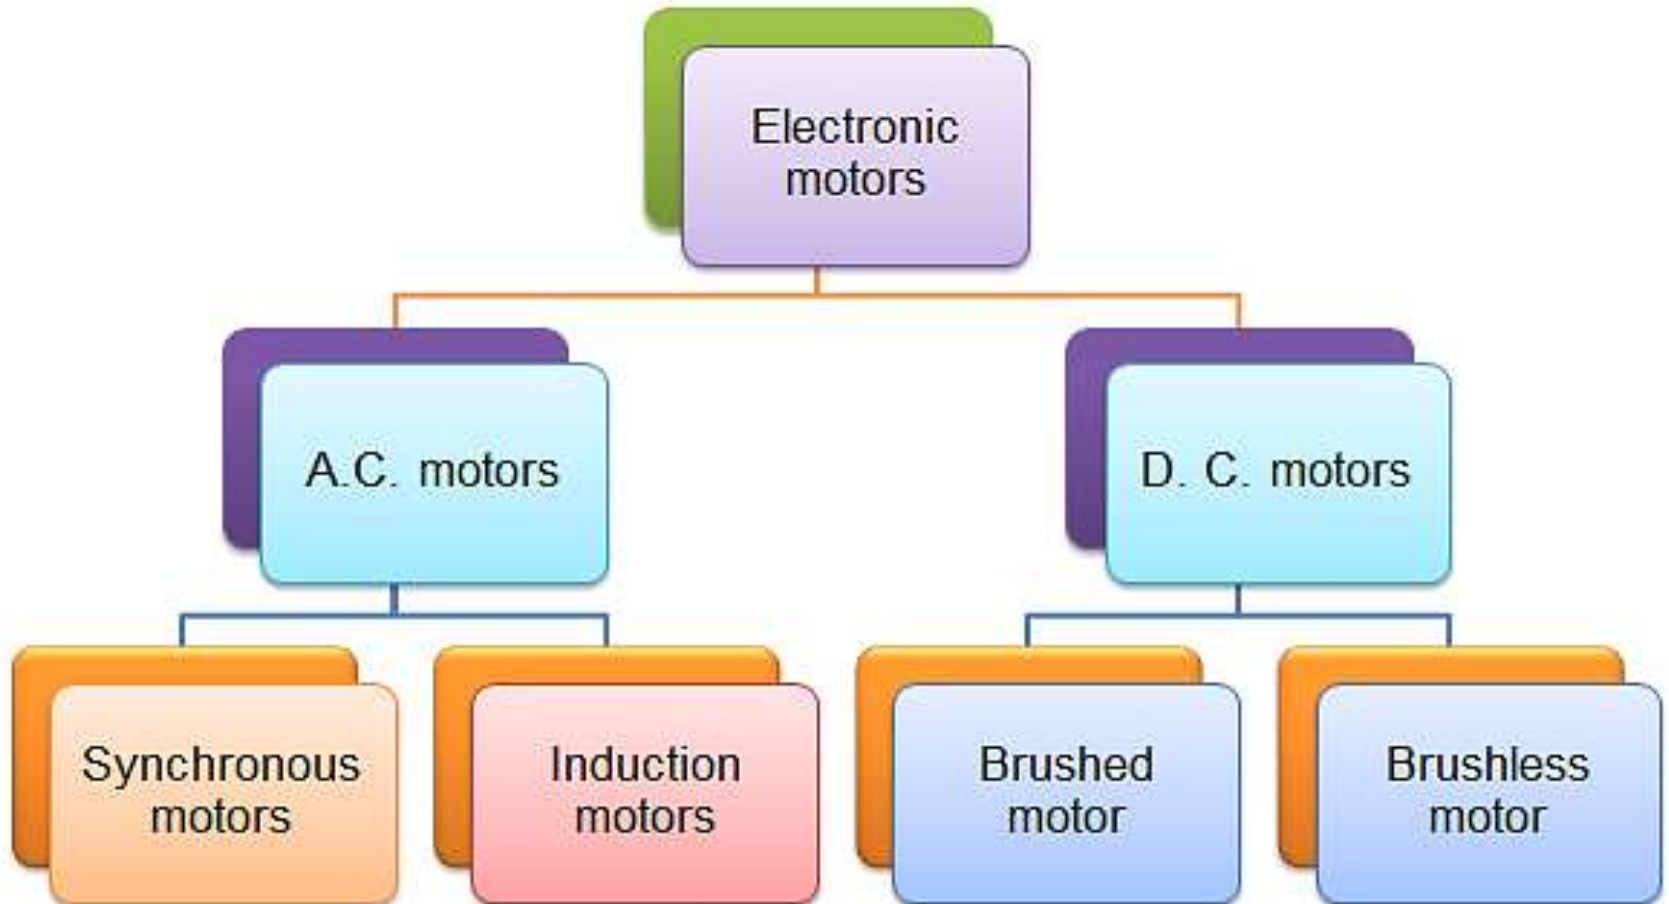 Electronic
motors
A.C. motors
D. C. motors
Synchronous
motors
Induction
motors
Brushed
motor
Brushless
motor